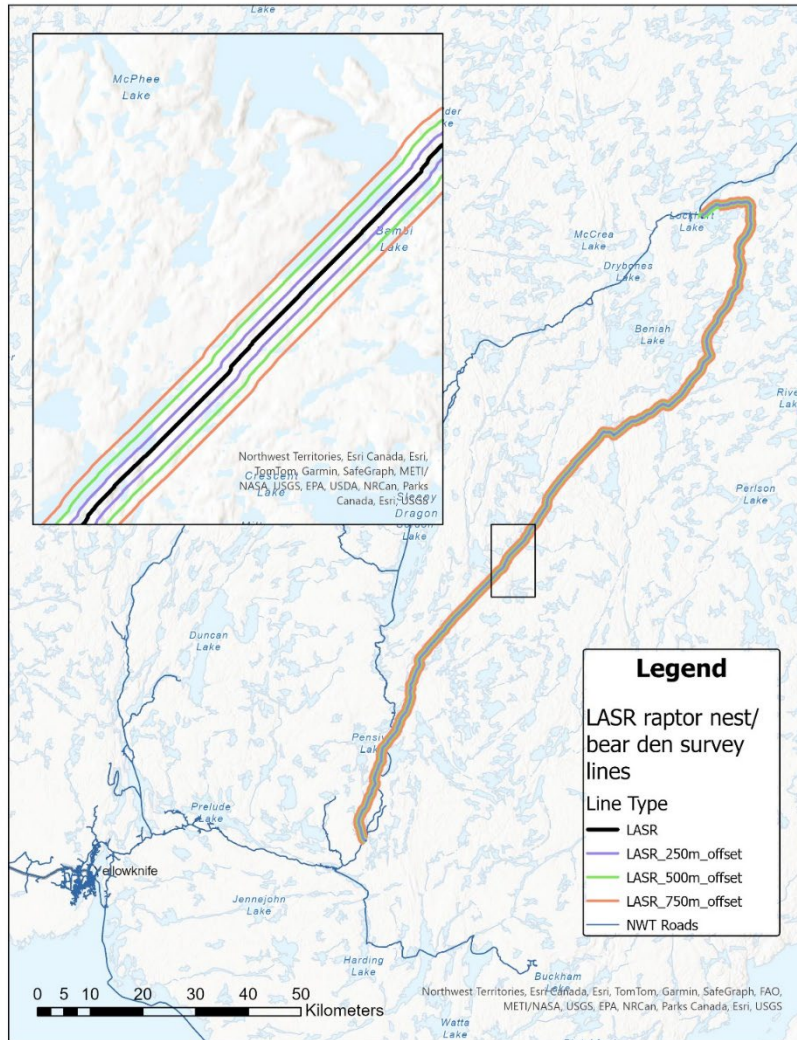 Lake
McPhee
Lake
Bambi
Lake
Northwest Territories, Esri Canada, Esri,
TomTom, Garmin, SafeGraph, METI/
NASA, USGS, EPA, USDA, NRCan, Parks
Canada, Esri, USGS
Crescent
Lake
Dragon
Lake
Lockhart
Lake
McCrea
Lake
Drybones
Lake
Beniah
Lake
Perlson
Lake
Duncan
Lake
Prelude
Lake
Yellowknife
Jennejohn
Lake
Harding
Lake
Buckham
Lake
Watta
Lake
Legend
LASR raptor nest/
bear den survey
lines
Line Type
LASR
LASR_250m_offset
LASR_500m_offset
LASR_750m_offset
NWT Roads
0 5 10 20 30 40 50
Kilometers
Northwest Territories, Esri Canada, Esri, TomTom, Garmin, SafeGraph, FAO,
METI/NASA, USGS, EPA, NRCan, Parks Canada, Esri, USGS